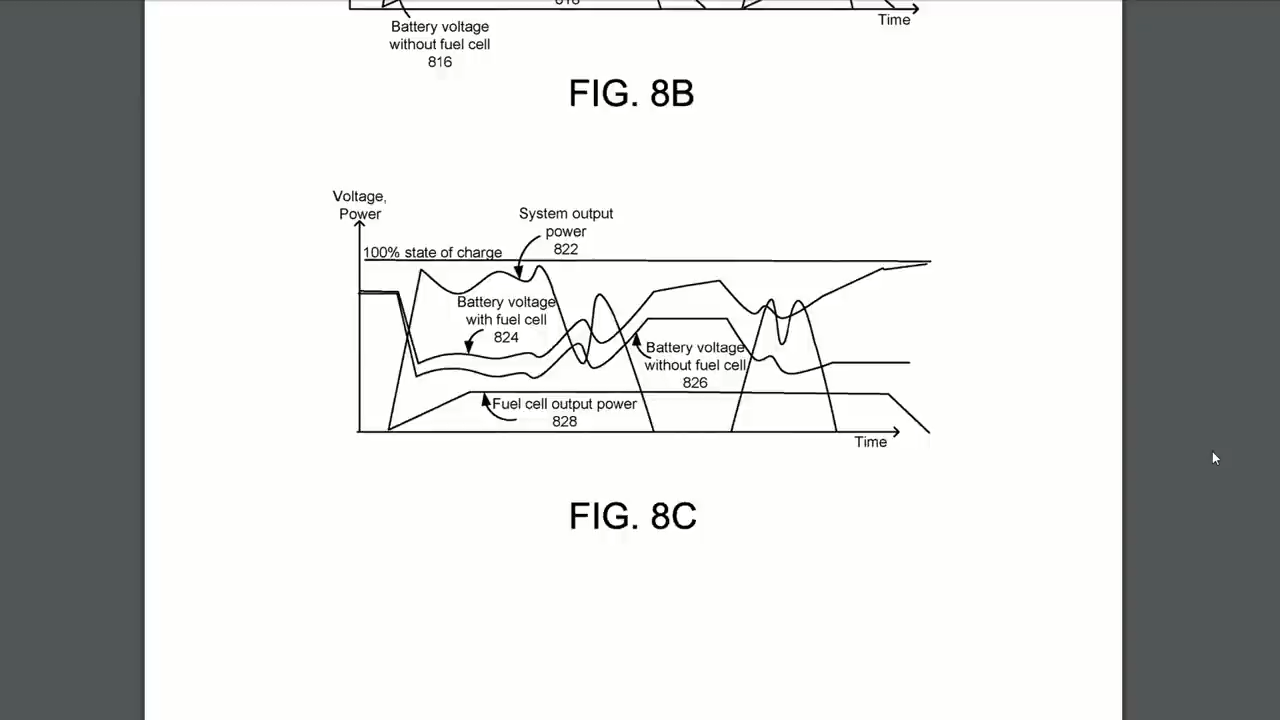 818
Time
Battery voltage
without fuel cell
816
FIG. 8B
Voltage,
Power
System output
power
822
100% state of charge
Battery voltage
with fuel cell
824
Battery voltage
without fuel cell
826
Fuel cell output power
828
Time
FIG. 8C